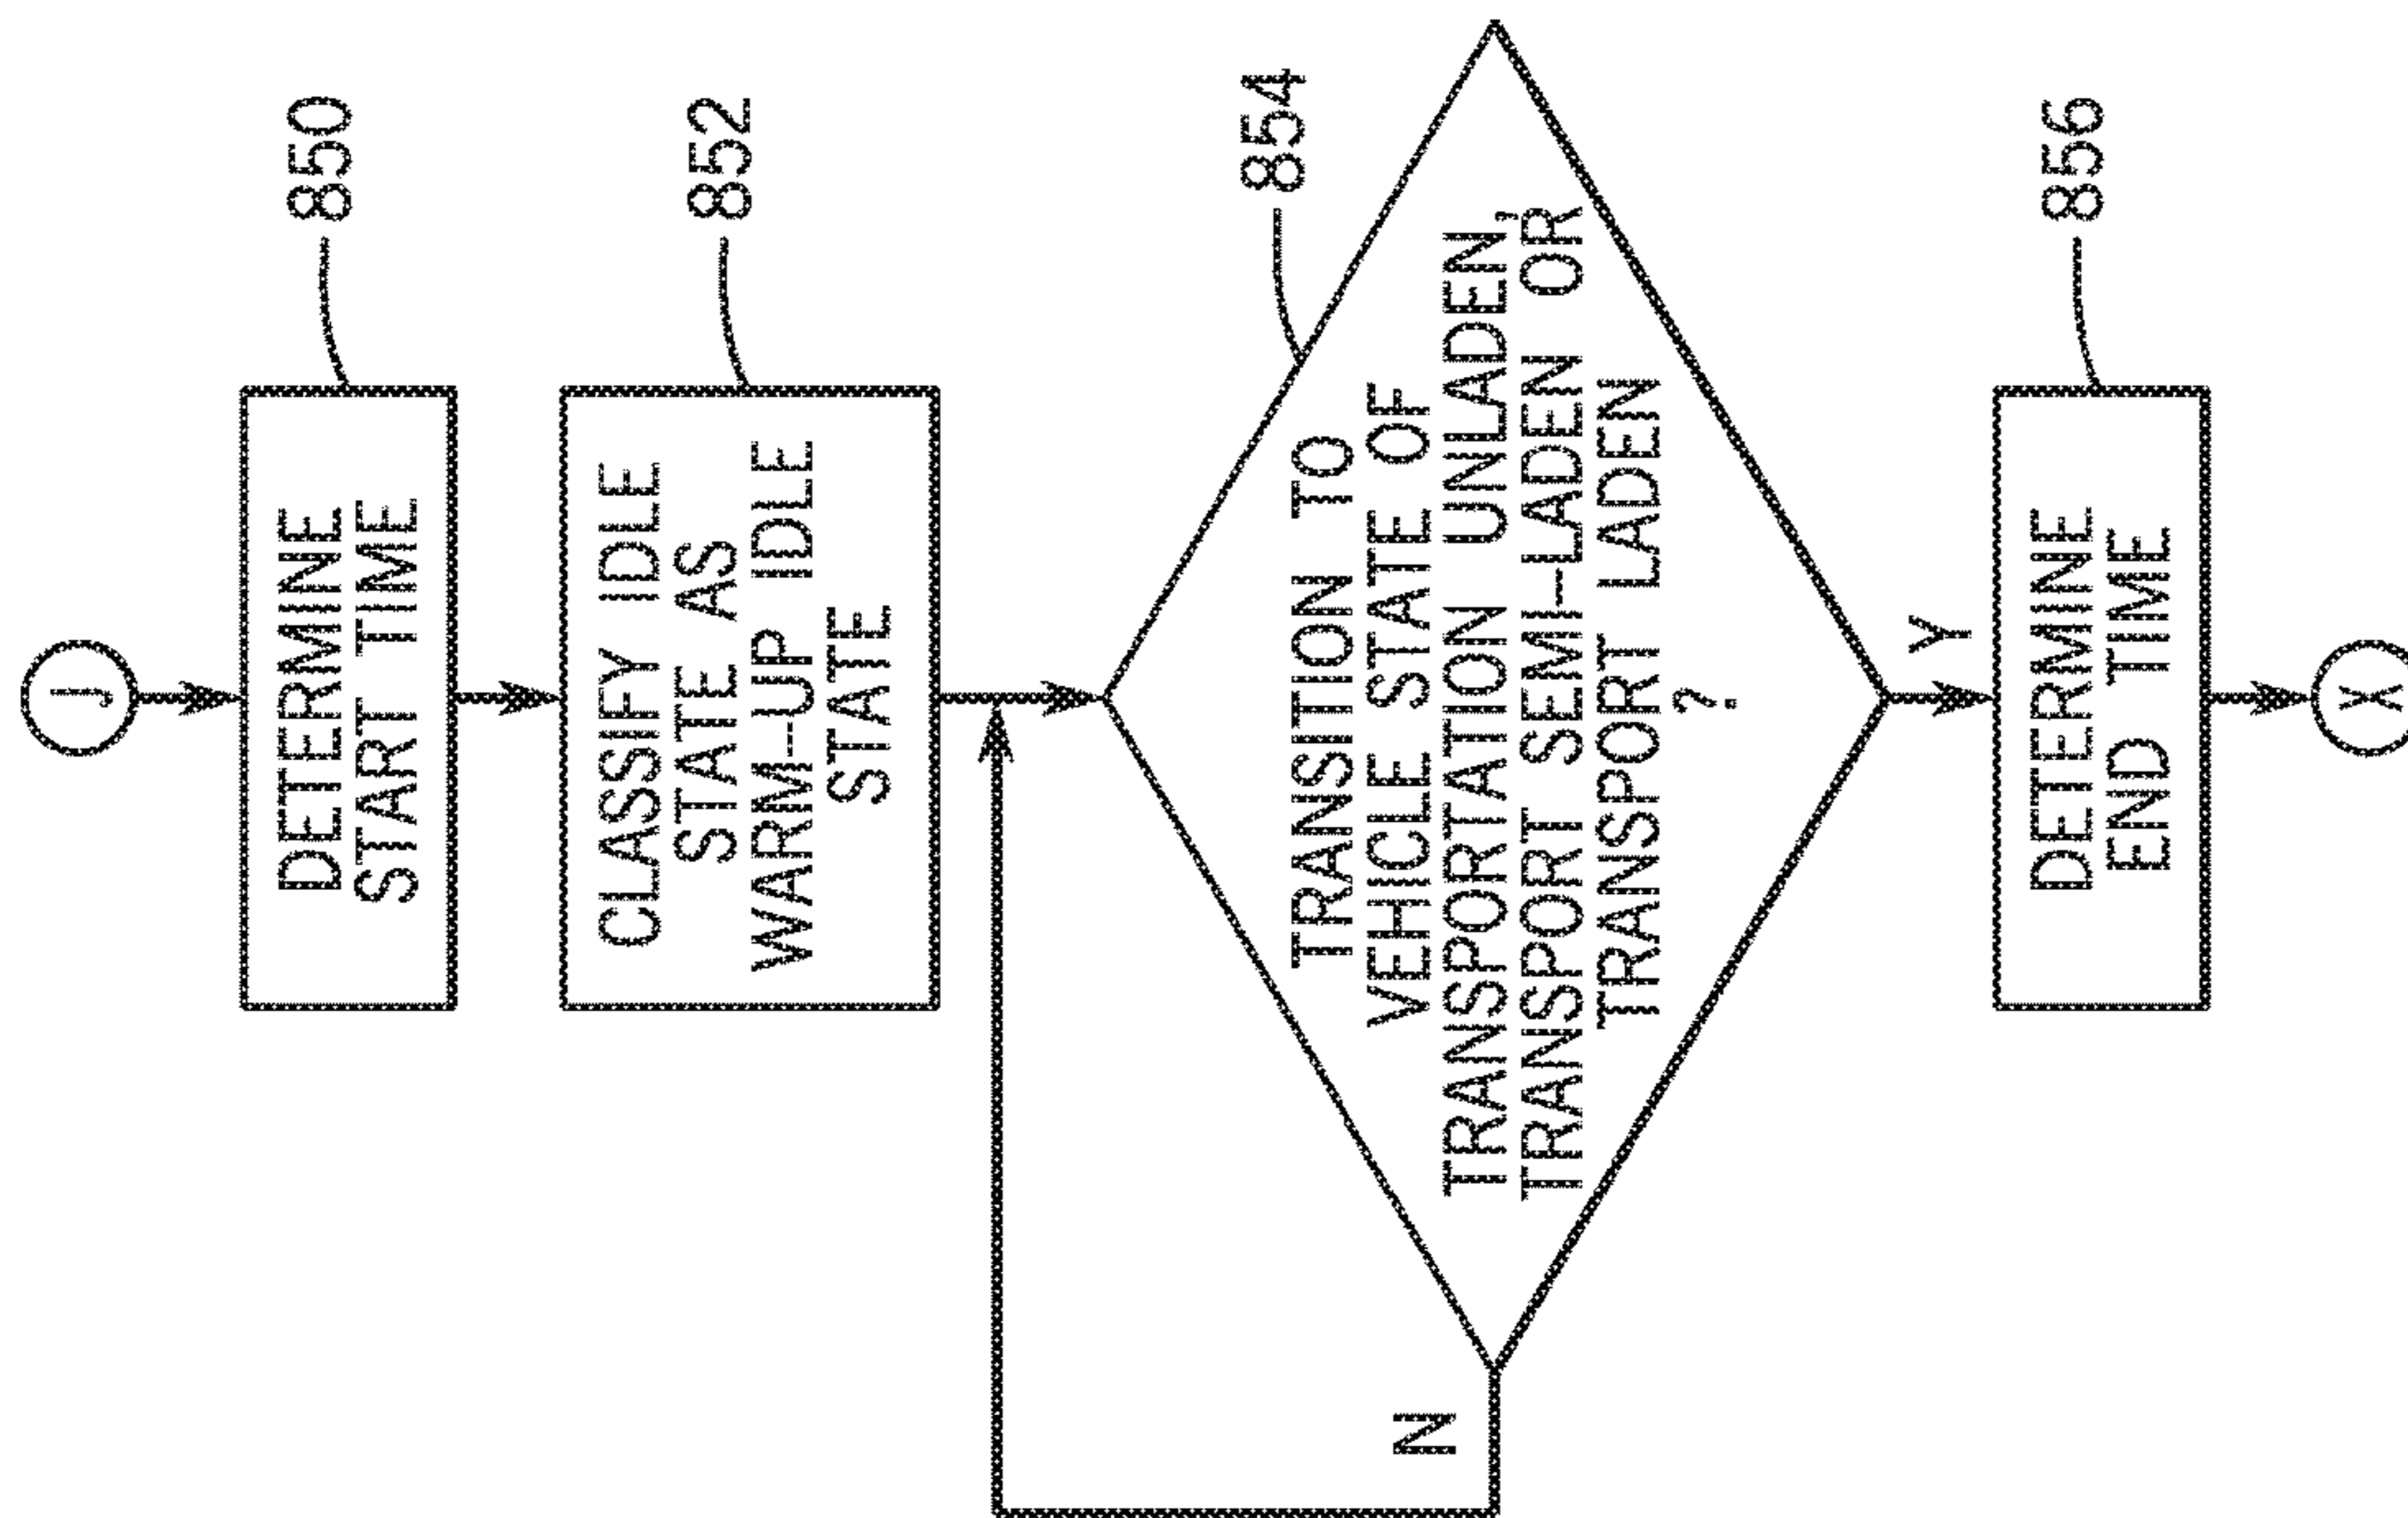 J
DETERMINE
START TIME
850
CLASSIFY IDLE
STATE AS
WARM-UP IDLE
STATE
852
TRANSITION TO
VEHICLE STATE OF
TRANSPORTATION UNLADEN,
TRANSPORT SEMI-LADEN OR
TRANSPORT LADEN
?
854
N
Y
DETERMINE
END TIME
856
X